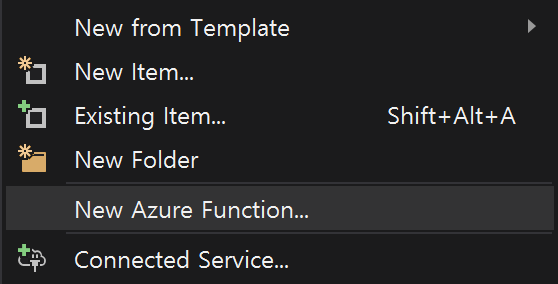 New from Template
New Item...
Existing Item... Shift+Alt+A
New Folder
New Azure Function...
Connected Service...